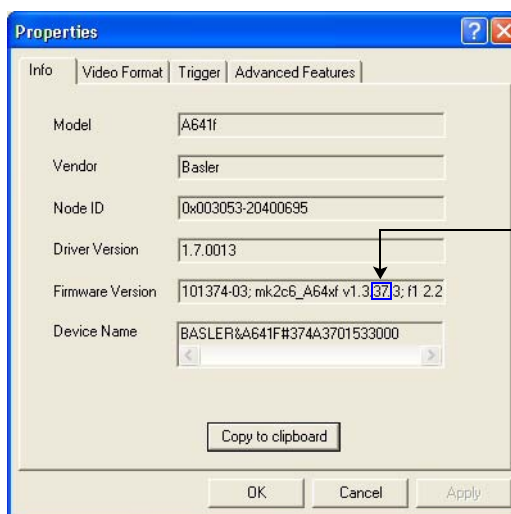 Properties
Info Video Format Trigger Advanced Features
Model A641f
Vendor Basler
Node ID 0x003053-20400695
Driver Version 1.7.0013
Firmware Version 101374-03; mk2c6_A64xf v1.3.37.3; f1 2.2
Device Name BASLER&A641F#374A3701533000
Copy to clipboard
OK Cancel Apply